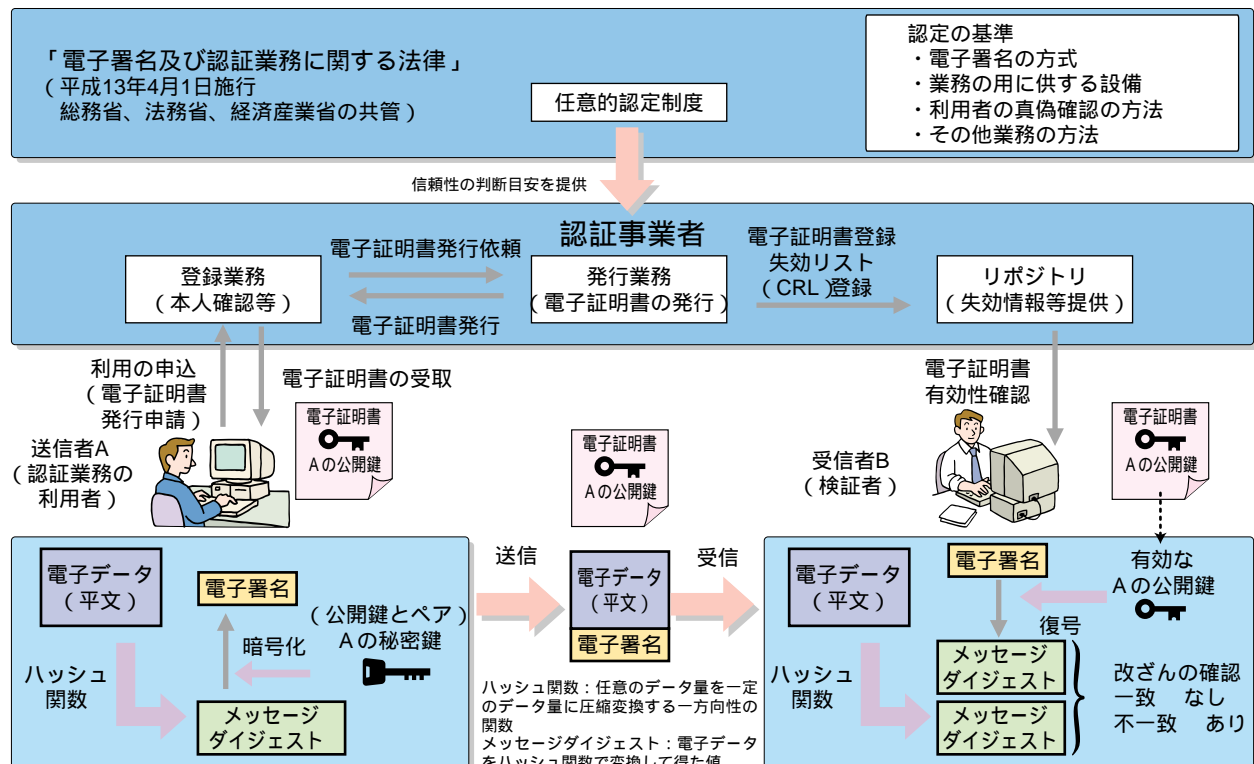 「電子署名及び認証業務に関する法律」
（平成13年4月1日施行
総務省、法務省、経済産業省の共管）
任意的認定制度
認定の基準
・電子署名の方式
・業務の用に供する設備
・利用者の真偽確認の方法
・その他業務の方法
信頼性の判断目安を提供
認証事業者
登録業務
（本人確認等）
電子証明書発行依頼
電子証明書発行
発行業務
（電子証明書の発行）
電子証明書登録
失効リスト
（CRL）登録
リポジトリ
（失効情報等提供）
利用の申込
（電子証明書
発行申請）
電子証明書の受取
送信者A
（認証業務の
利用者）
電子証明書
Aの公開鍵
電子証明書
Aの公開鍵
電子証明書
有効性確認
受信者B
（検証者）
電子証明書
Aの公開鍵
電子データ
（平文）
電子署名
（公開鍵とペア）
Aの秘密鍵
暗号化
ハッシュ
関数
メッセージ
ダイジェスト
送信
電子データ
（平文）
電子署名
受信
ハッシュ関数：任意のデータ量を一定
のデータ量に圧縮変換する一方向性の
関数
メッセージダイジェスト：電子データ
をハッシュ関数で変換して得た値
電子データ
（平文）
電子署名
有効な
Aの公開鍵
復号
ハッシュ
関数
メッセージ
ダイジェスト
メッセージ
ダイジェスト
改ざんの確認
一致　なし
不一致　あり